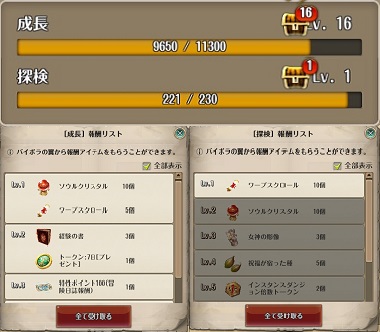 成長
16
Lv. 16
9650 / 11300
探検
1
Lv. 1
221 / 230
[成長] 報酬リスト
バイボラの翼から報酬アイテムをもらうことができます。
全部表示
Lv.1
ソウルクリスタル
10個
ワープスクロール
5個
Lv.2
経験の書
3個
トークン:7日[プレゼント]
1個
Lv.3
特性ポイント100(冒険日誌報酬)
1個
全て受け取る
[探検] 報酬リスト
バイボラの翼から報酬アイテムをもらうことができます。
全部表示
Lv.1
ワープスクロール
10個
Lv.2
ソウルクリスタル
10個
Lv.3
女神の彫像
3個
Lv.4
祝福が宿った種
5個
Lv.5
インスタンスダンジョン倍数トークン
2個
全て受け取る